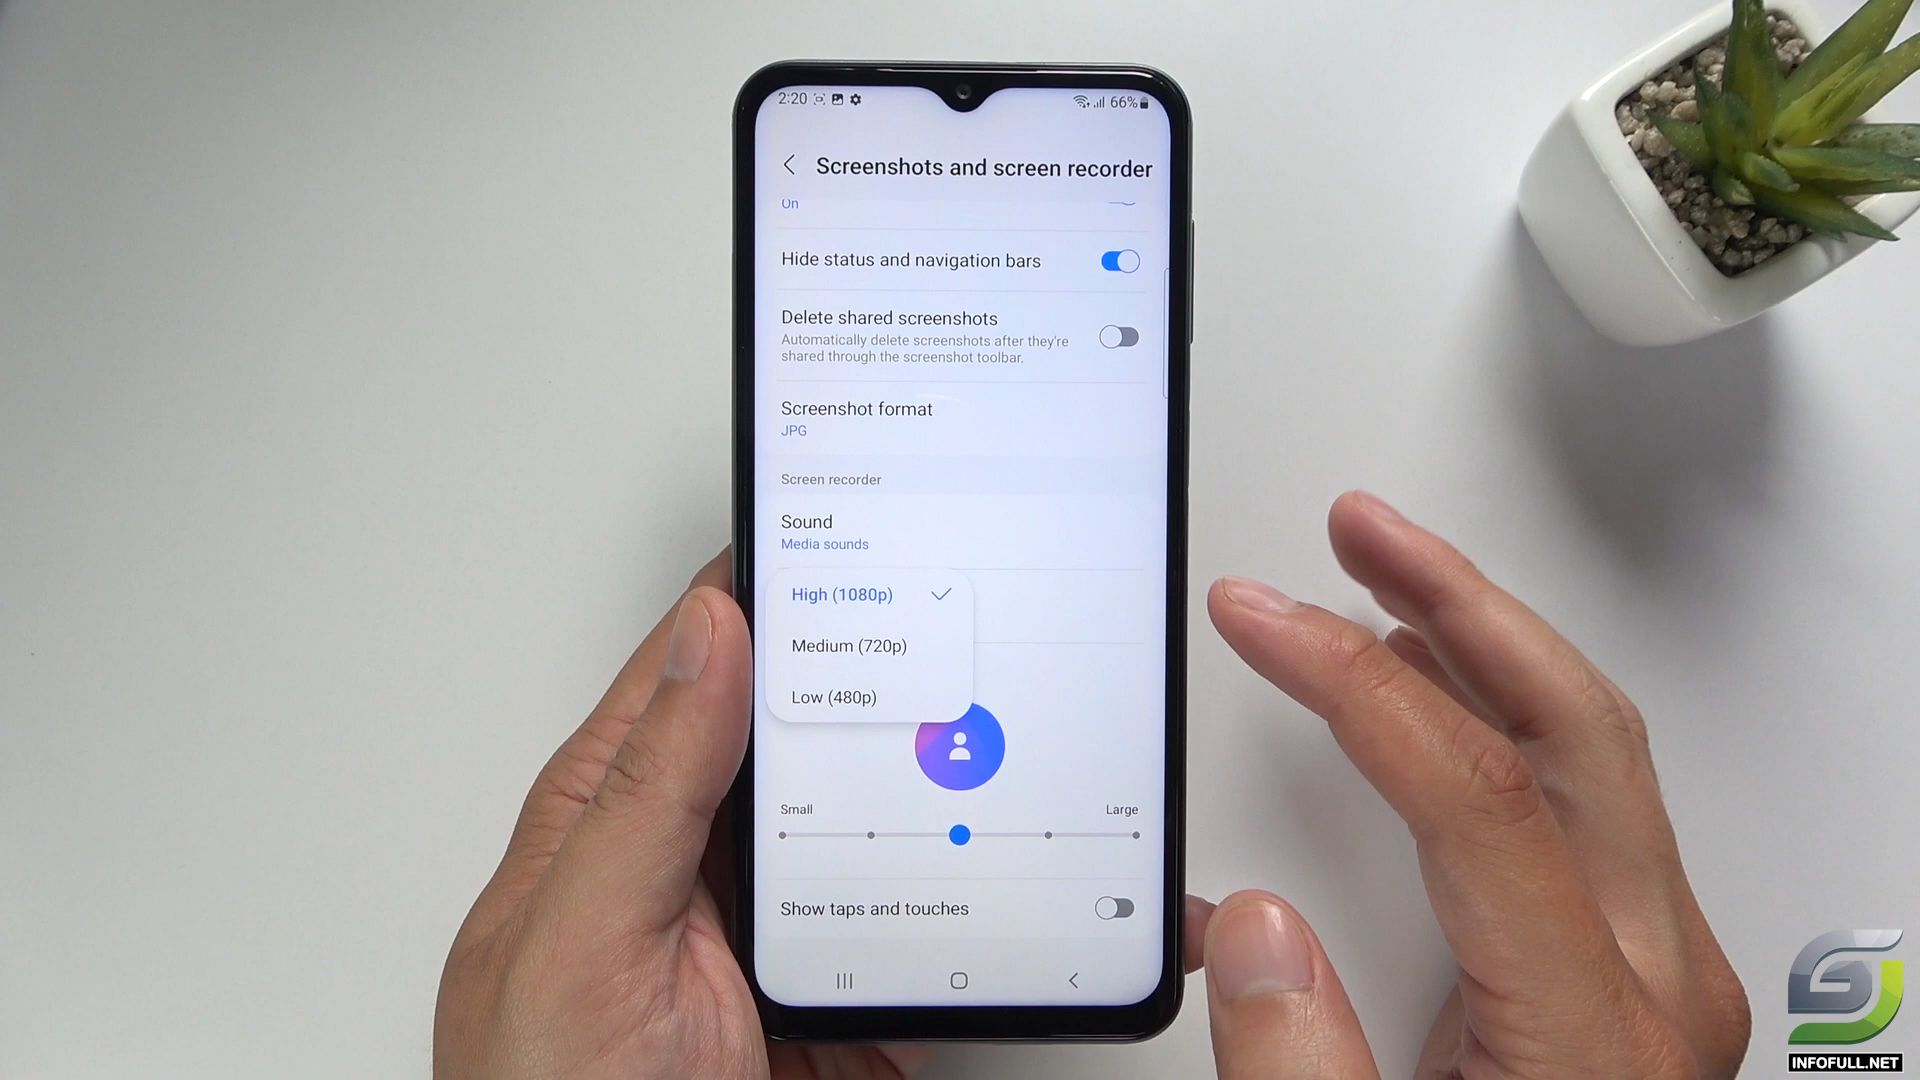 2:20
66%
Screenshots and screen recorder
On
Hide status and navigation bars
Delete shared screenshots
Automatically delete screenshots after they're
shared through the screenshot toolbar.
Screenshot format
JPG
Screen recorder
Sound
Media sounds
High (1080p)
Medium (720p)
Low (480p)
Small
Large
Show taps and touches
INFOFULL.NET